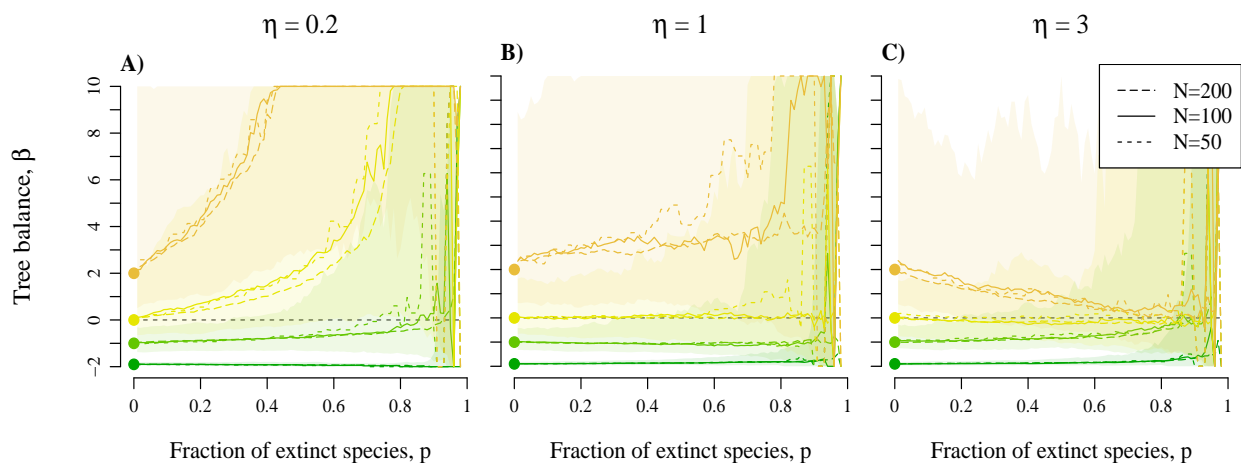 η = 0.2
η = 1
η = 3
A)
B)
C)
N=200
N=100
N=50
Tree balance, β
10
8
6
4
2
0
−2
0 0.2 0.4 0.6 0.8 1
0 0.2 0.4 0.6 0.8 1
0 0.2 0.4 0.6 0.8 1
Fraction of extinct species, p
Fraction of extinct species, p
Fraction of extinct species, p